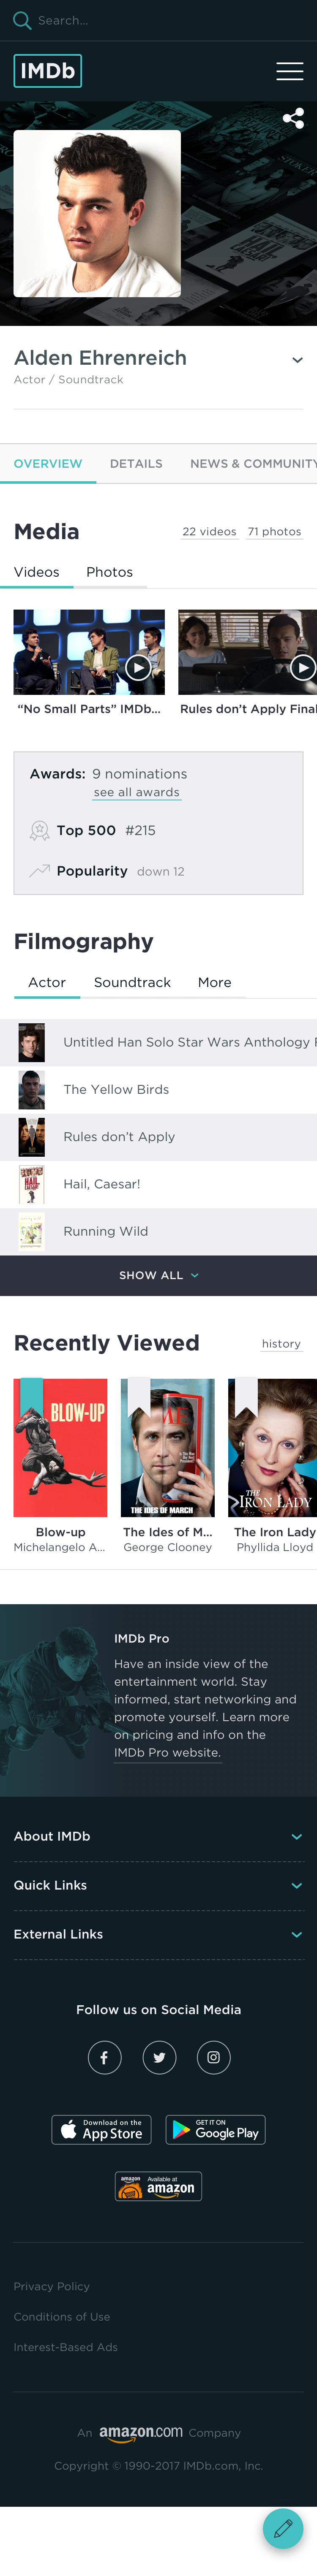 Search...
IMDb
Alden Ehrenreich
Actor / Soundtrack
OVERVIEW DETAILS NEWS & COMMUNITY
Media 22 videos 71 photos
Videos Photos
“No Small Parts” IMDb... Rules don’t Apply Final
Awards: 9 nominations
see all awards
Top 500 #215
Popularity down 12
Filmography
Actor Soundtrack More
Untitled Han Solo Star Wars Anthology
The Yellow Birds
Rules don’t Apply
Hail, Caesar!
Running Wild
SHOW ALL
Recently Viewed history
BLOW-UP
THE IDES OF MARCH
THE
IRON LADY
Blow-up The Ides of M... The Iron Lady
Michelangelo A... George Clooney Phyllida Lloyd
IMDb Pro
Have an inside view of the
entertainment world. Stay
informed, start networking and
promote yourself. Learn more
on pricing and info on the
IMDb Pro website.
About IMDb
Quick Links
External Links
Follow us on Social Media
Download on the
App Store
GET IT ON
Google Play
amazon
Available at
amazon
Privacy Policy
Conditions of Use
Interest-Based Ads
An amazon.com Company
Copyright © 1990-2017 IMDb.com, Inc.